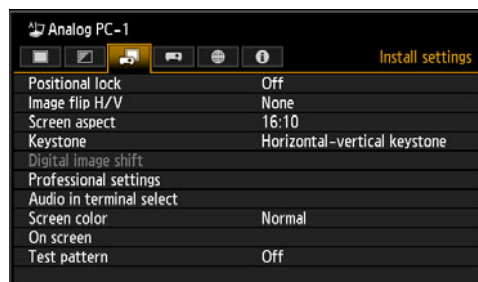 Analog PC-1
Install settings
Positional lock Off
Image flip H/V None
Screen aspect 16:10
Keystone Horizontal-vertical keystone
Digital image shift
Professional settings
Audio in terminal select
Screen color Normal
On screen
Test pattern Off